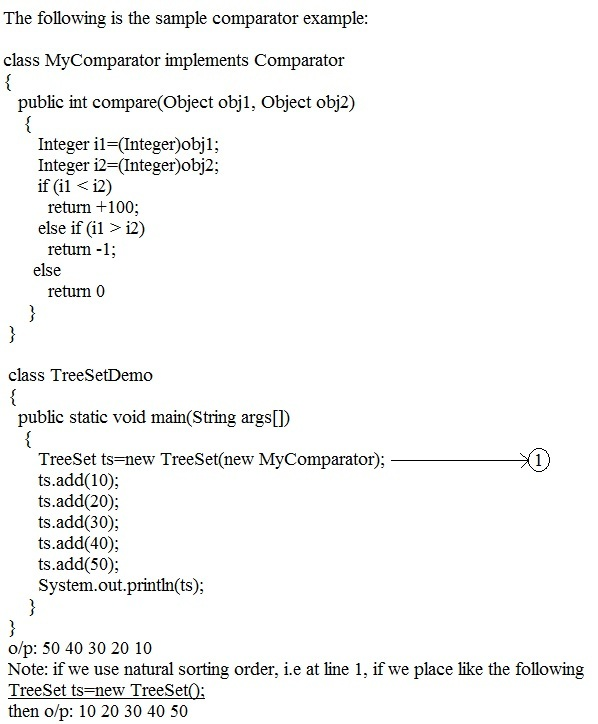 The following is the sample comparator example:
class MyComparator implements Comparator
{
public int compare(Object obj1, Object obj2)
{
Integer i1=(Integer)obj1;
Integer i2=(Integer)obj2;
if (i1 < i2)
return +100;
else if (i1 > i2)
return -1;
else
return 0
}
}
class TreeSetDemo
{
public static void main(String args[])
{
TreeSet ts=new TreeSet(new MyComparator); 1
ts.add(10);
ts.add(20);
ts.add(30);
ts.add(40);
ts.add(50);
System.out.println(ts);
}
}
o/p: 50 40 30 20 10
Note: if we use natural sorting order, i.e at line 1, if we place like the following
TreeSet ts=new TreeSet();
then o/p: 10 20 30 40 50